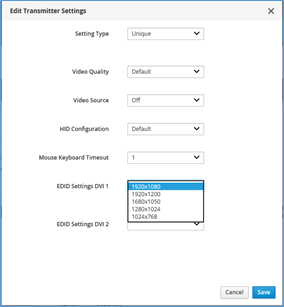 Edit Transmitter Settings
Setting Type Unique
Video Quality Default
Video Source Off
HID Configuration Default
Mouse Keyboard Timeout 1
EDID Settings DVI 1
1920x1080
1920x1200
1680x1050
1280x1024
1024x768
EDID Settings DVI 2
Cancel Save